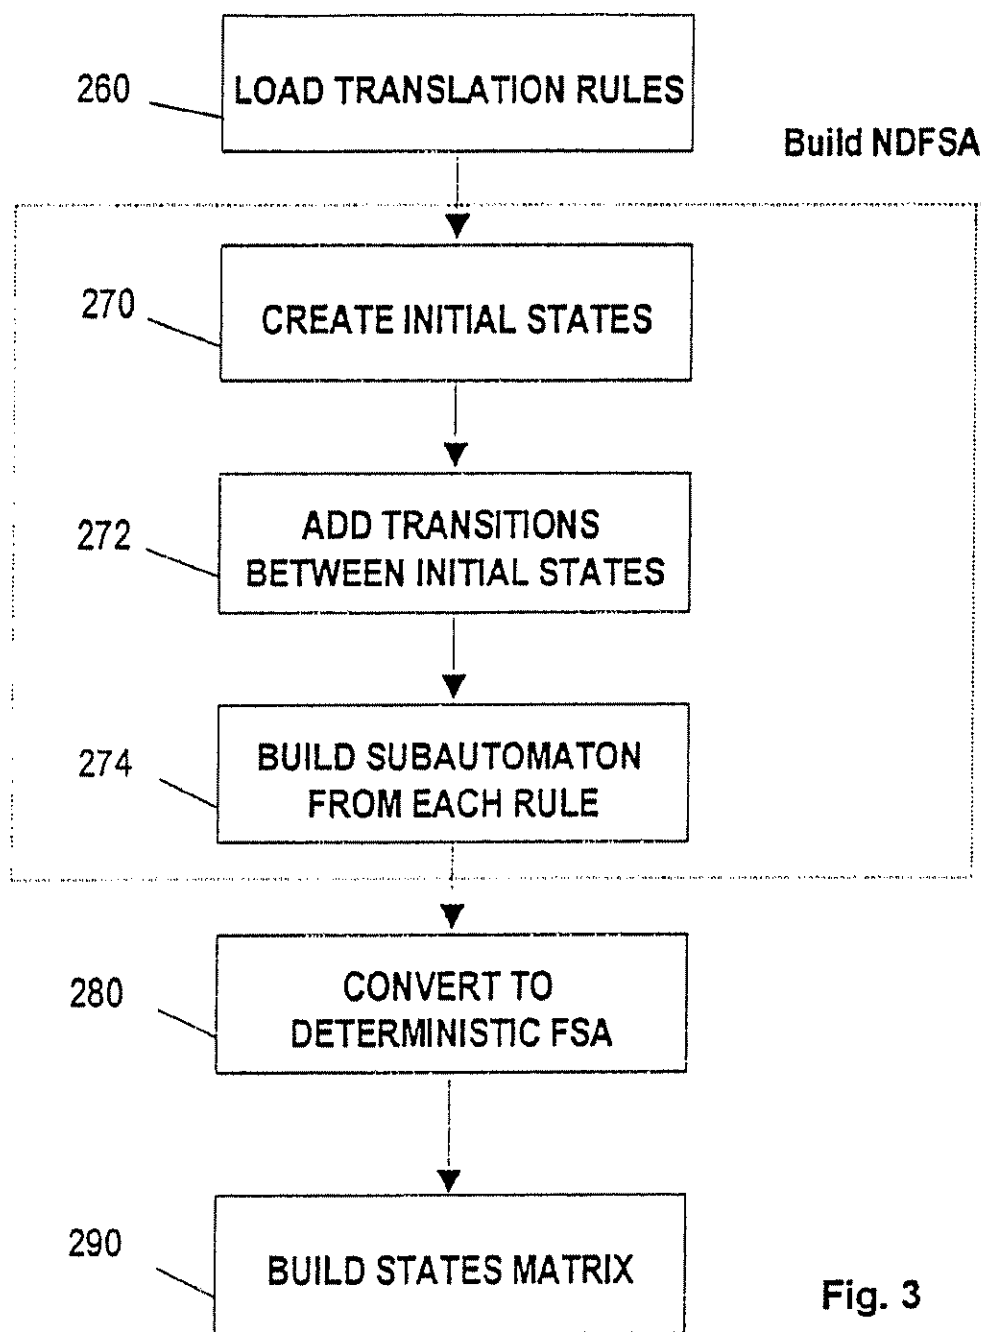 260
LOAD TRANSLATION RULES
Build NDFSA
270
CREATE INITIAL STATES
272
ADD TRANSITIONS
BETWEEN INITIAL STATES
274
BUILD SUBAUTOMATON
FROM EACH RULE
280
CONVERT TO
DETERMINISTIC FSA
290
BUILD STATES MATRIX
Fig. 3